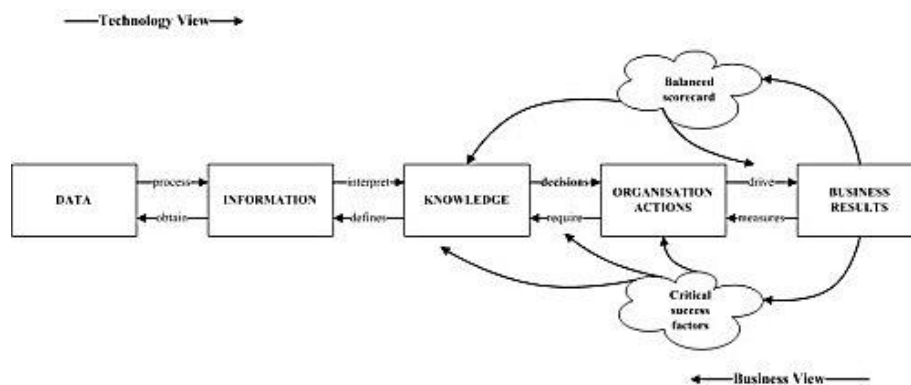 Technology View
Balanced
scorecard
process
interpret
decisions
drive
DATA
INFORMATION
KNOWLEDGE
ORGANISATION
ACTIONS
BUSINESS
RESULTS
obtain
defines
require
measures
Critical
success
factors
Business View